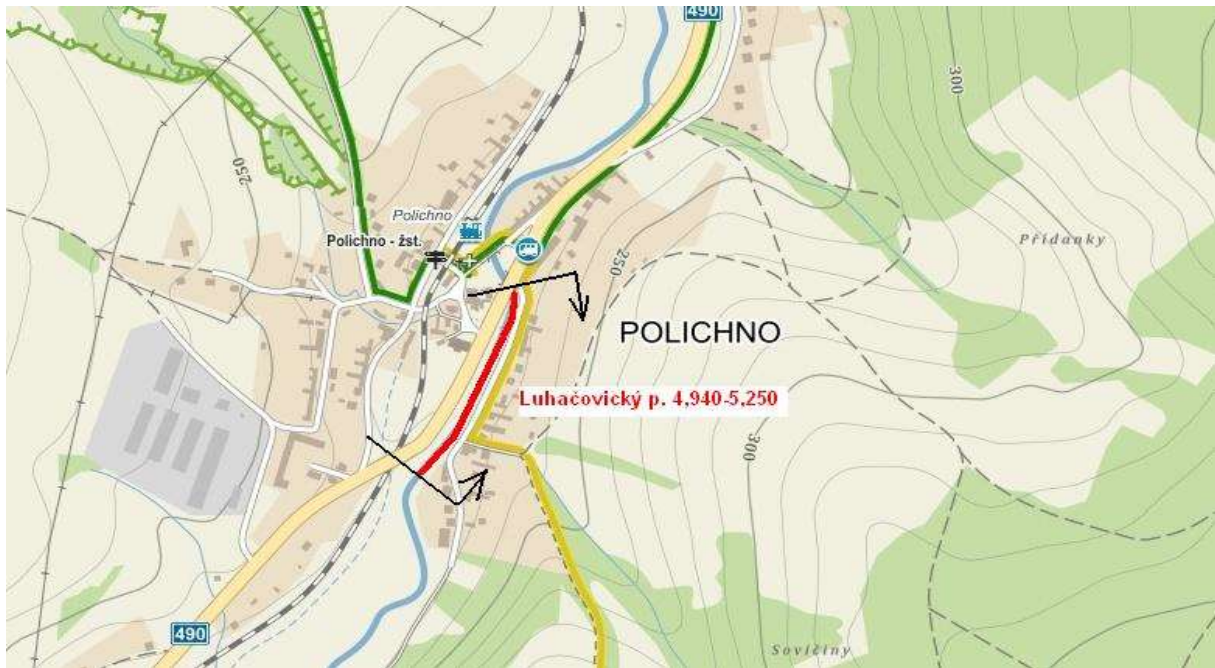 490
300
250
Polichno
Polichno - žst.
Přídanky
250
POLICHNO
Luhačovický p. 4,940-5,250
300
490
Sovičiny